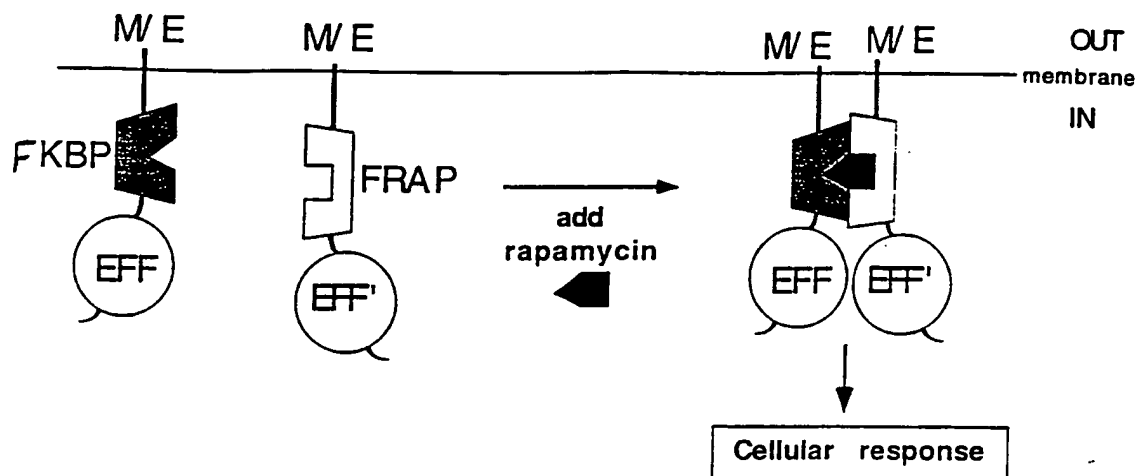 M/E
M/E
M/E M/E
OUT
membrane
IN
FKBP
FRAP
add
rapamycin
EFF
EFF'
EFF
EFF'
Cellular response